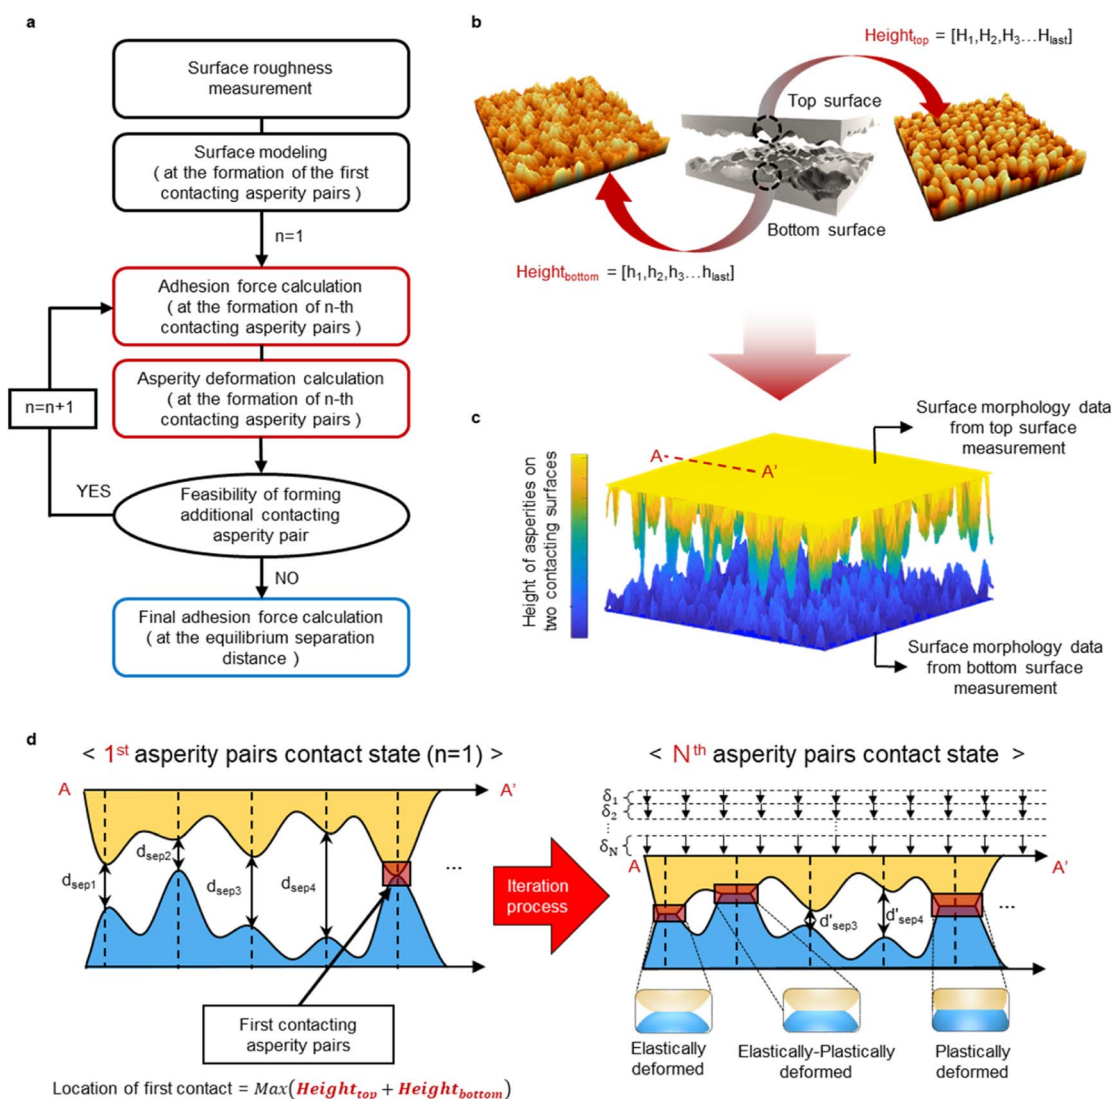 a
Surface roughness
measurement
Surface modeling
( at the formation of the first
contacting asperity pairs )
n=1
Adhesion force calculation
( at the formation of n-th
contacting asperity pairs )
Asperity deformation calculation
( at the formation of n-th
contacting asperity pairs )
n=n+1
YES
Feasibility of forming
additional contacting
asperity pair
NO
Final adhesion force calculation
( at the equilibrium separation
distance )
b
Height_top = [H₁,H₂,H₃…H_last]
Top surface
Bottom surface
Height_bottom = [h₁,h₂,h₃…h_last]
c
Height of asperities on
two contacting surfaces
A
A'
Surface morphology data
from top surface
measurement
Surface morphology data
from bottom surface
measurement
d
< 1st asperity pairs contact state (n=1) >
A
A'
d_sep1
d_sep2
d_sep3
d_sep4
...
First contacting
asperity pairs
Location of first contact = Max(Height_top + Height_bottom)
Iteration
process
< Nth asperity pairs contact state >
δ₁
δ₂
⋮
δ_N
A
A'
d'_sep3
d'_sep4
...
Elastically
deformed
Elastically-Plastically
deformed
Plastically
deformed